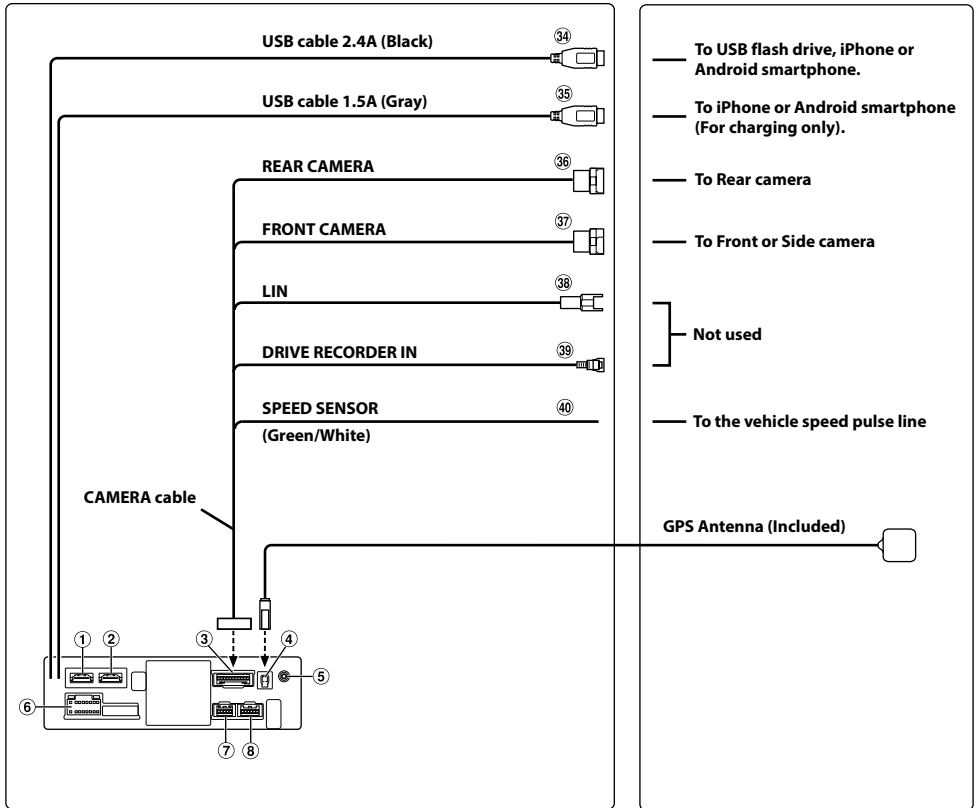 USB cable 2.4A (Black)
㉞
To USB flash drive, iPhone or
Android smartphone.
USB cable 1.5A (Gray)
㉟
To iPhone or Android smartphone
(For charging only).
REAR CAMERA
㊱
To Rear camera
FRONT CAMERA
㊲
To Front or Side camera
LIN
㊳
Not used
DRIVE RECORDER IN
㊴
SPEED SENSOR
(Green/White)
㊵
To the vehicle speed pulse line
CAMERA cable
GPS Antenna (Included)
①
②
③
④
⑤
⑥
⑦
⑧